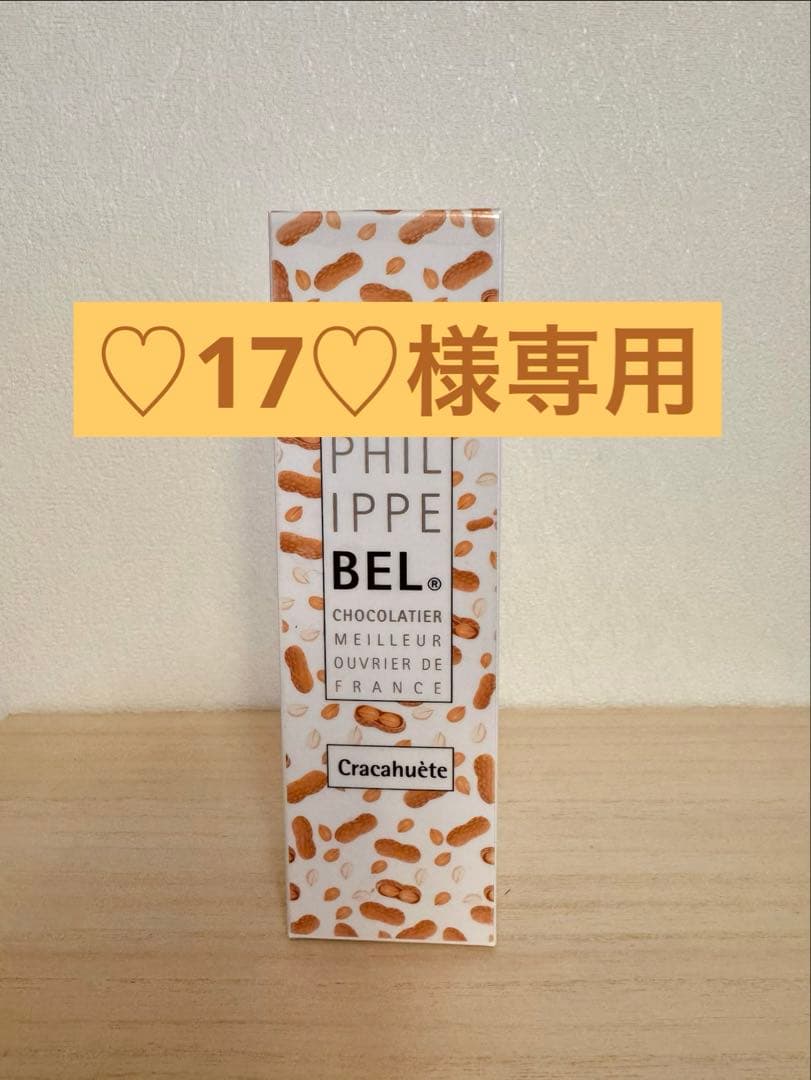 ♡17♡様専用
PHIL
IPPE
BEL®
CHOCOLATIER
MEILLEUR
OUVRIER DE
FRANCE
Cracahuète